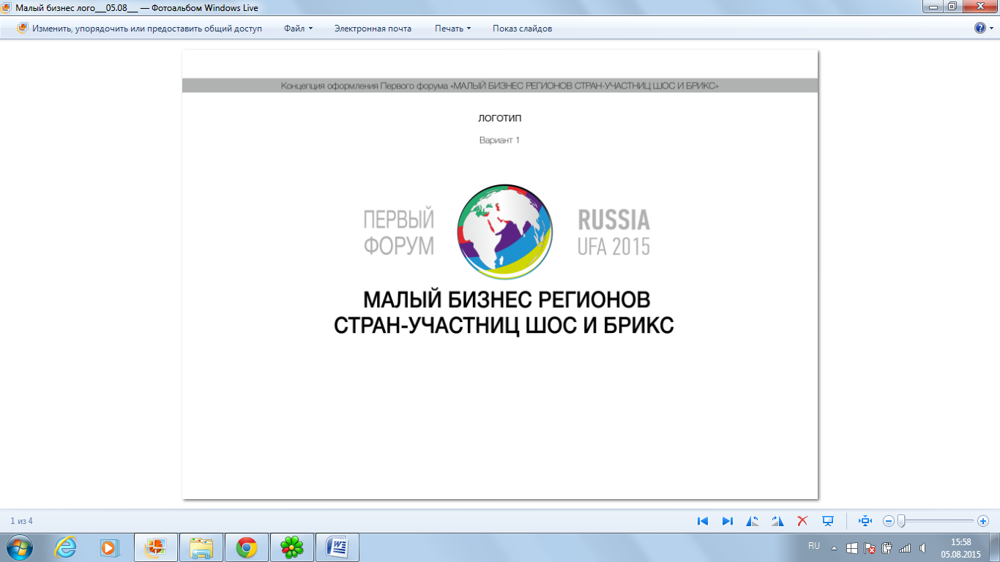 Малый бизнес лого___05.08___ — Фотоальбом Windows Live
Изменить, упорядочить или предоставить общий доступ Файл Электронная почта Печать Показ слайдов
Концепция оформления Первого форума «МАЛЫЙ БИЗНЕС РЕГИОНОВ СТРАН-УЧАСТНИЦ ШОС И БРИКС»
ЛОГОТИП
Вариант 1
ПЕРВЫЙ
ФОРУМ
RUSSIA
UFA 2015
МАЛЫЙ БИЗНЕС РЕГИОНОВ
СТРАН-УЧАСТНИЦ ШОС И БРИКС
1 из 4
RU
15:58
05.08.2015